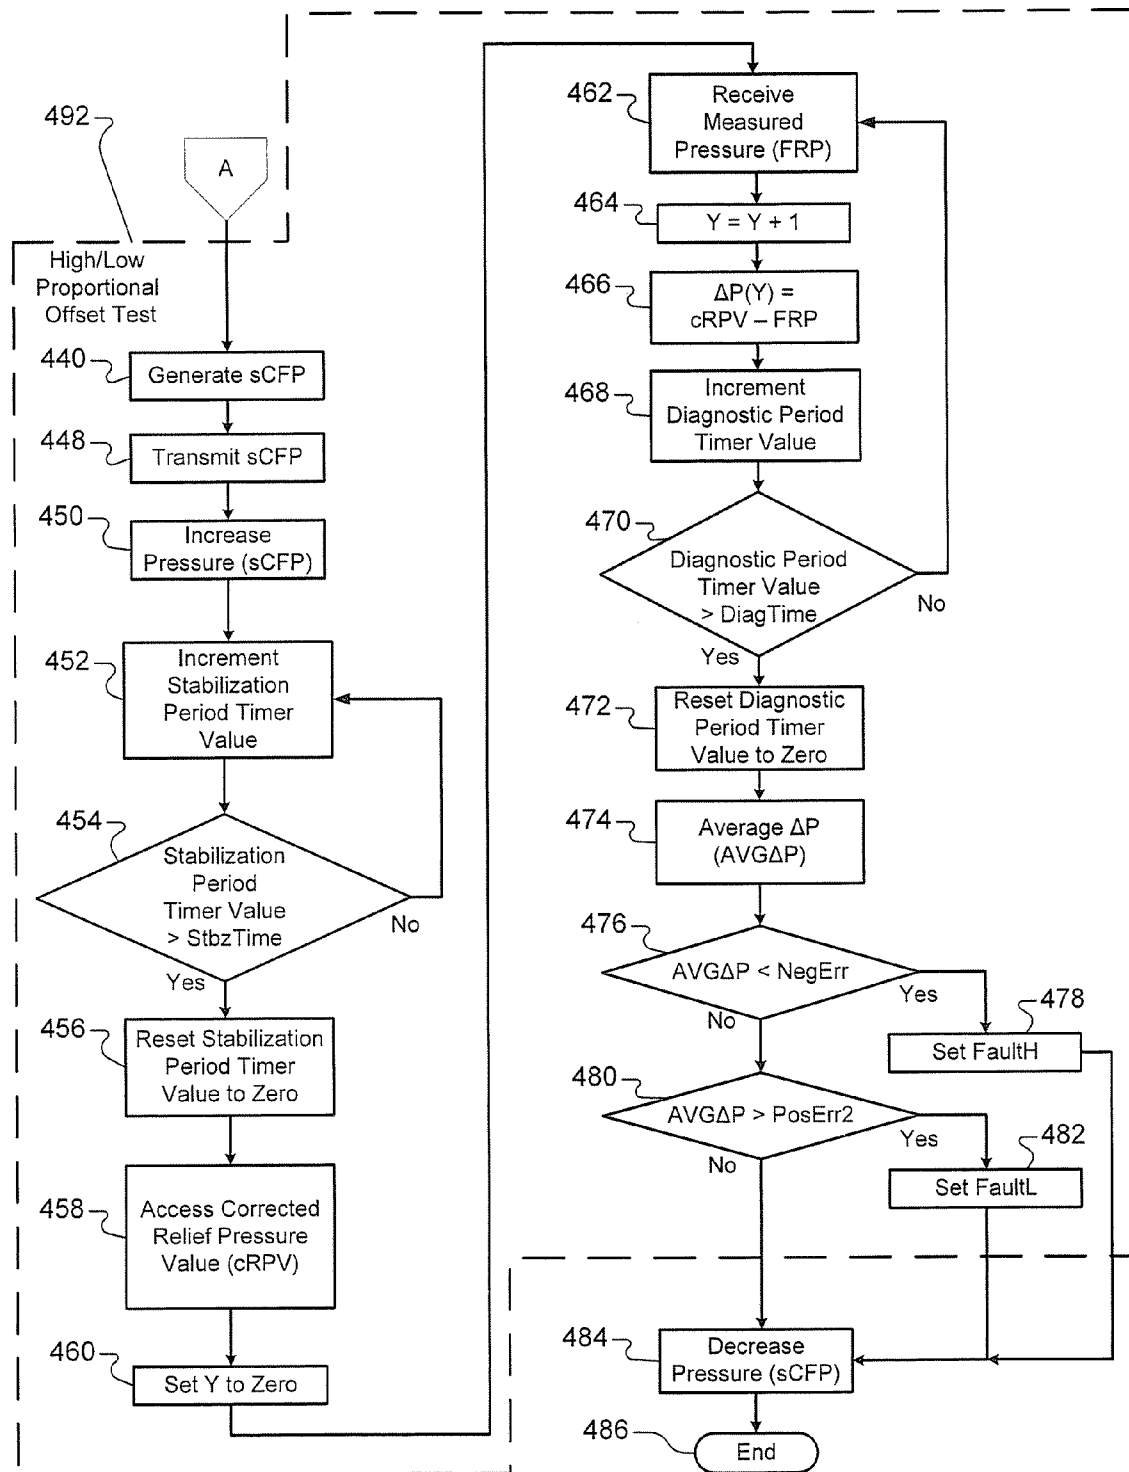 492
A
High/Low
Proportional
Offset Test
440
Generate sCFP
448
Transmit sCFP
450
Increase
Pressure (sCFP)
452
Increment
Stabilization
Period Timer
Value
454
Stabilization
Period
Timer Value
> StbzTime
No
Yes
456
Reset Stabilization
Period Timer
Value to Zero
458
Access Corrected
Relief Pressure
Value (cRPV)
460
Set Y to Zero
462
Receive
Measured
Pressure (FRP)
464
Y = Y + 1
466
ΔP(Y) =
cRPV – FRP
468
Increment
Diagnostic Period
Timer Value
470
Diagnostic Period
Timer Value
> DiagTime
No
Yes
472
Reset Diagnostic
Period Timer
Value to Zero
474
Average ΔP
(AVGΔP)
476
AVGΔP < NegErr
Yes
No
478
Set FaultH
480
AVGΔP > PosErr2
Yes
No
482
Set FaultL
484
Decrease
Pressure (sCFP)
486
End